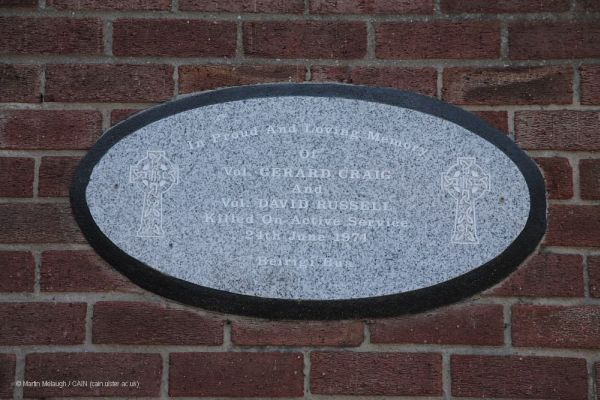 In Proud And Loving Memory
Of
Vol. GERARD CRAIG
And
Vol. DAVID RUSSELL
Killed On Active Service
24th June 1974
Beirigí Bua
© Martin Melaugh / CAIN (cain.ulster.ac.uk)